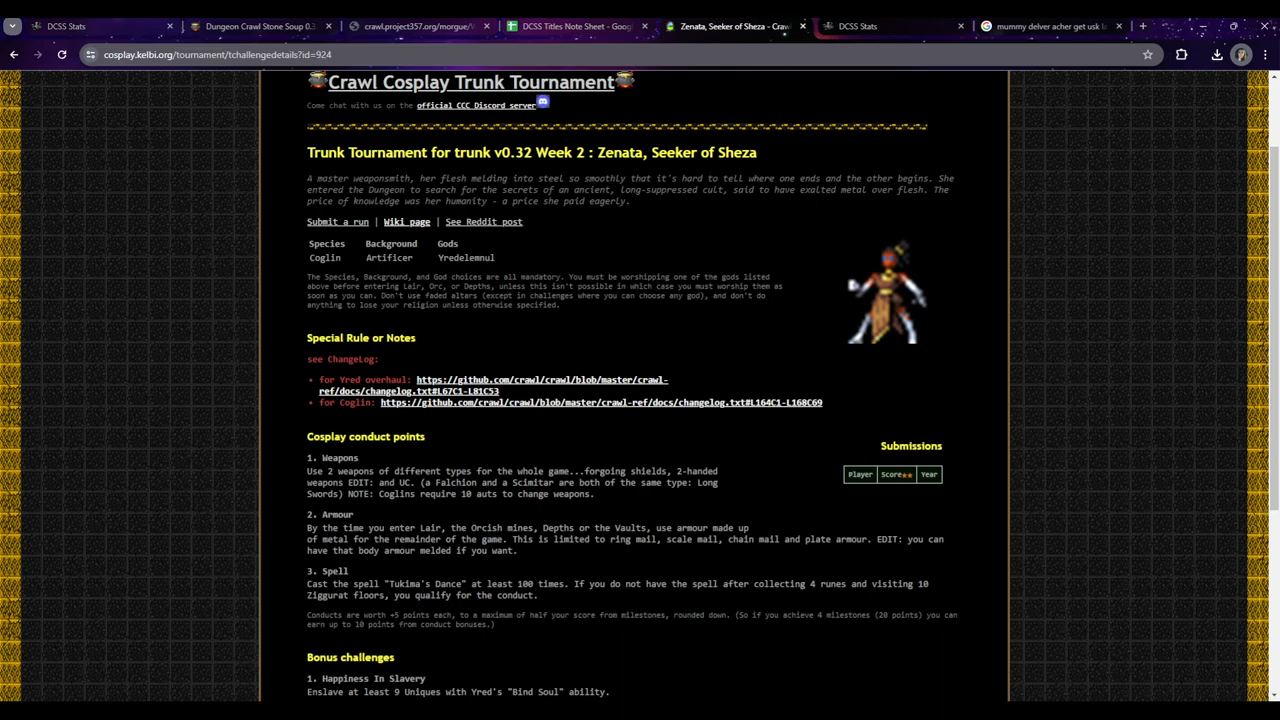 DCSS Stats
Dungeon Crawl Stone Soup 0.3
crawl.project357.org/morgue/V
DCSS Titles Note Sheet - Goog
Zenata, Seeker of Sheza - Craw
DCSS Stats
mummy delver acher get usk l
cosplay.kelbi.org/tournament/tchallengedetails?id=924
Crawl Cosplay Trunk Tournament
Come chat with us on the official CCC Discord server
Trunk Tournament for trunk v0.32 Week 2 : Zenata, Seeker of Sheza
A master weaponsmith, her flesh melding into steel so smoothly that it's hard to tell where one ends and the other begins. She
entered the Dungeon to search for the secrets of an ancient, long-suppressed cult, said to have exalted metal over flesh. The
price of knowledge was her humanity - a price she paid eagerly.
Submit a run | Wiki page | See Reddit post
Species Background Gods
Coglin Artificer Yredelemnul
The Species, Background, and God choices are all mandatory. You must be worshipping one of the gods listed
above before entering Lair, Orc, or Depths, unless this isn't possible in which case you must worship them as
soon as you can. Don't use faded altars (except in challenges where you can choose any god), and don't do
anything to lose your religion unless otherwise specified.
Special Rule or Notes
see ChangeLog:
• for Yred overhaul: https://github.com/crawl/crawl/blob/master/crawl-
ref/docs/changelog.txt#L67C1-L81C53
• for Coglin: https://github.com/crawl/crawl/blob/master/crawl-ref/docs/changelog.txt#L164C1-L168C69
Cosplay conduct points
1. Weapons
Use 2 weapons of different types for the whole game...forgoing shields, 2-handed
weapons EDIT: and UC. (a Falchion and a Scimitar are both of the same type: Long
Swords) NOTE: Coglins require 10 auts to change weapons.
Submissions
Player Score★★ Year
2. Armour
By the time you enter Lair, the Orcish mines, Depths or the Vaults, use armour made up
of metal for the remainder of the game. This is limited to ring mail, scale mail, chain mail and plate armour. EDIT: you can
have that body armour melded if you want.
3. Spell
Cast the spell "Tukima's Dance" at least 100 times. If you do not have the spell after collecting 4 runes and visiting 10
Ziggurat floors, you qualify for the conduct.
Conducts are worth +5 points each, to a maximum of half your score from milestones, rounded down. (So if you achieve 4 milestones (20 points) you can
earn up to 10 points from conduct bonuses.)
Bonus challenges
1. Happiness In Slavery
Enslave at least 9 Uniques with Yred's "Bind Soul" ability.